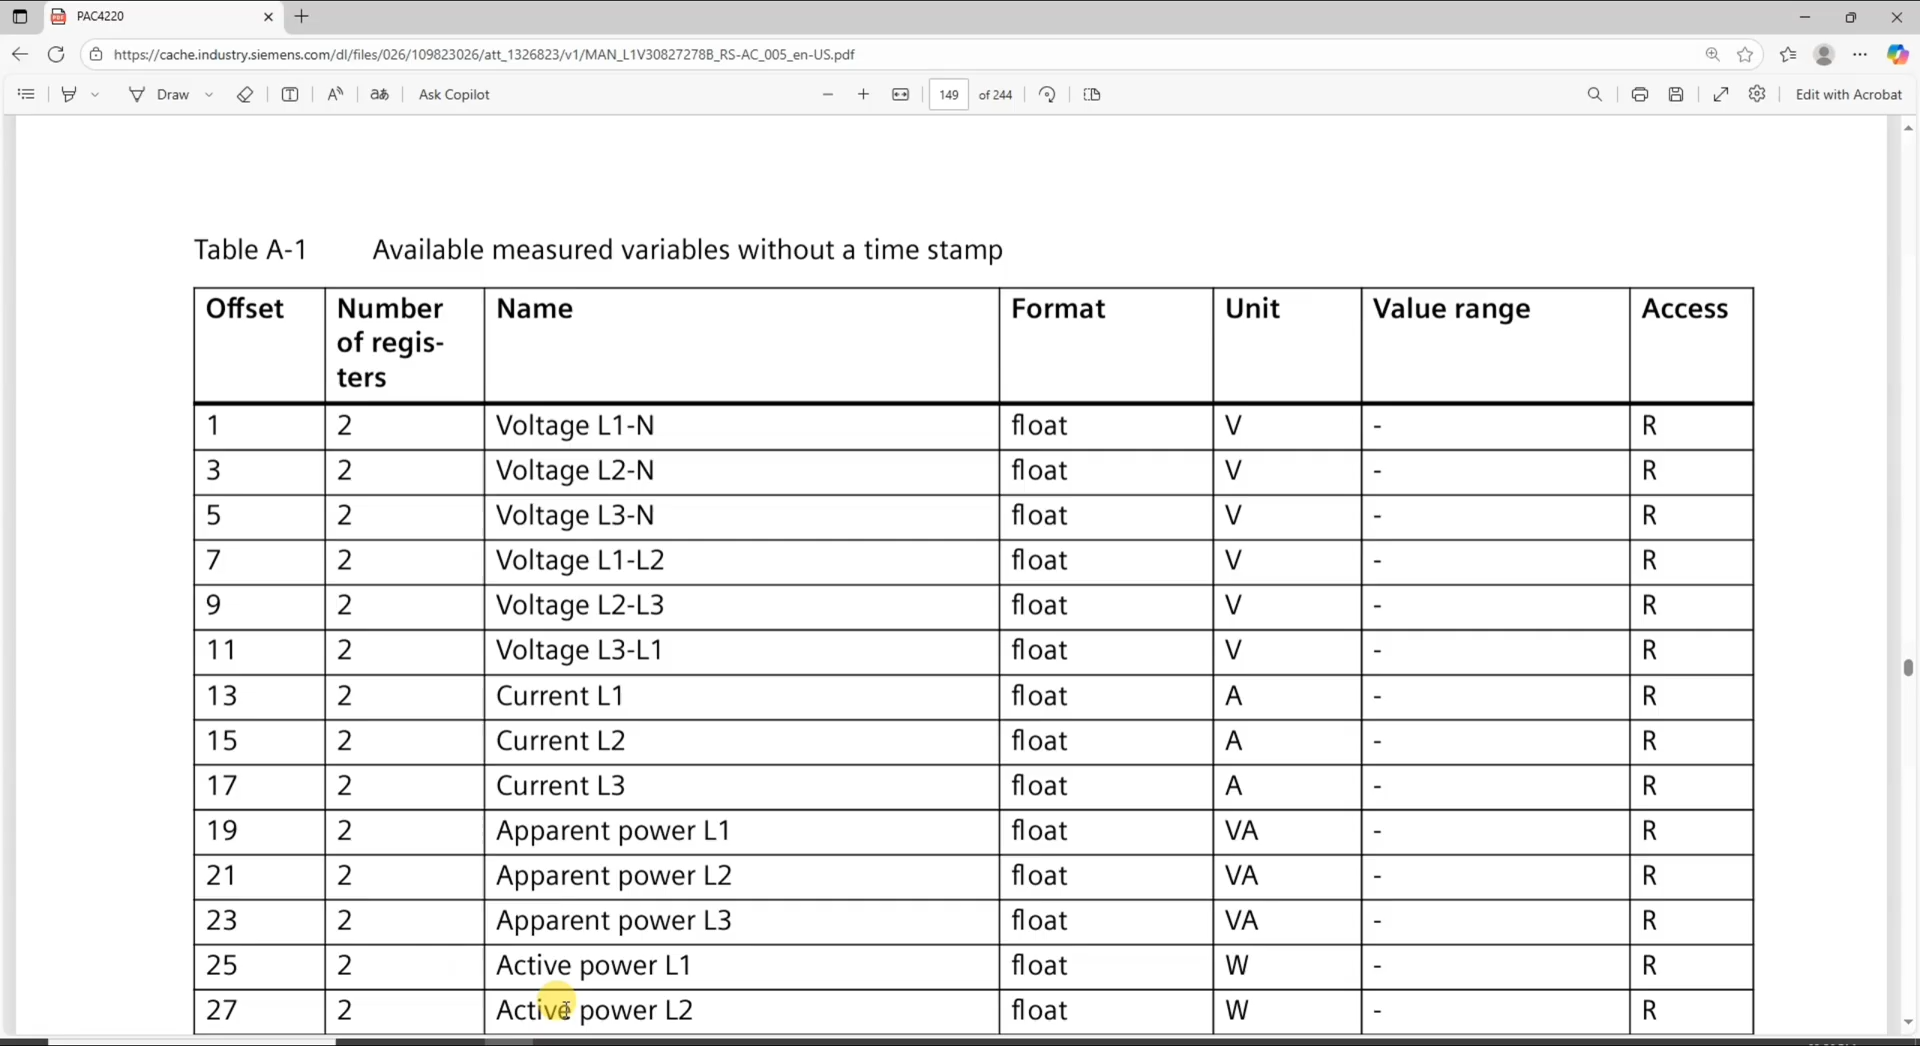 PAC4220
https://cache.industry.siemens.com/dl/files/026/109823026/att_1326823/v1/MAN_L1V30827278B_RS-AC_005_en-US.pdf
Draw
Ask Copilot
149 of 244
Edit with Acrobat
Table A-1 Available measured variables without a time stamp
Offset Number of regis-ters Name Format Unit Value range Access
1 2 Voltage L1-N float V - R
3 2 Voltage L2-N float V - R
5 2 Voltage L3-N float V - R
7 2 Voltage L1-L2 float V - R
9 2 Voltage L2-L3 float V - R
11 2 Voltage L3-L1 float V - R
13 2 Current L1 float A - R
15 2 Current L2 float A - R
17 2 Current L3 float A - R
19 2 Apparent power L1 float VA - R
21 2 Apparent power L2 float VA - R
23 2 Apparent power L3 float VA - R
25 2 Active power L1 float W - R
27 2 Active power L2 float W - R